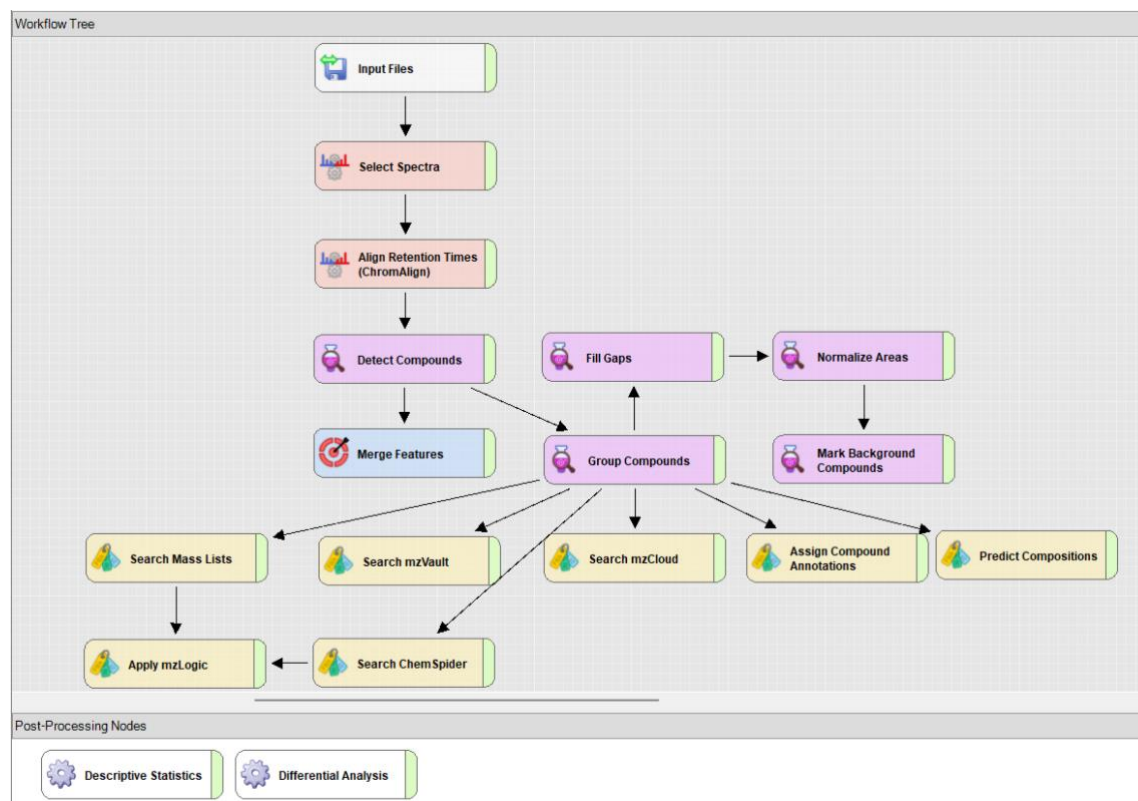 Workflow Tree
Input Files
Select Spectra
Align Retention Times
(ChromAlign)
Detect Compounds
Fill Gaps
Normalize Areas
Merge Features
Group Compounds
Mark Background
Compounds
Search Mass Lists
Search mzVault
Search mzCloud
Assign Compound
Annotations
Predict Compositions
Apply mzLogic
Search ChemSpider
Post-Processing Nodes
Descriptive Statistics
Differential Analysis